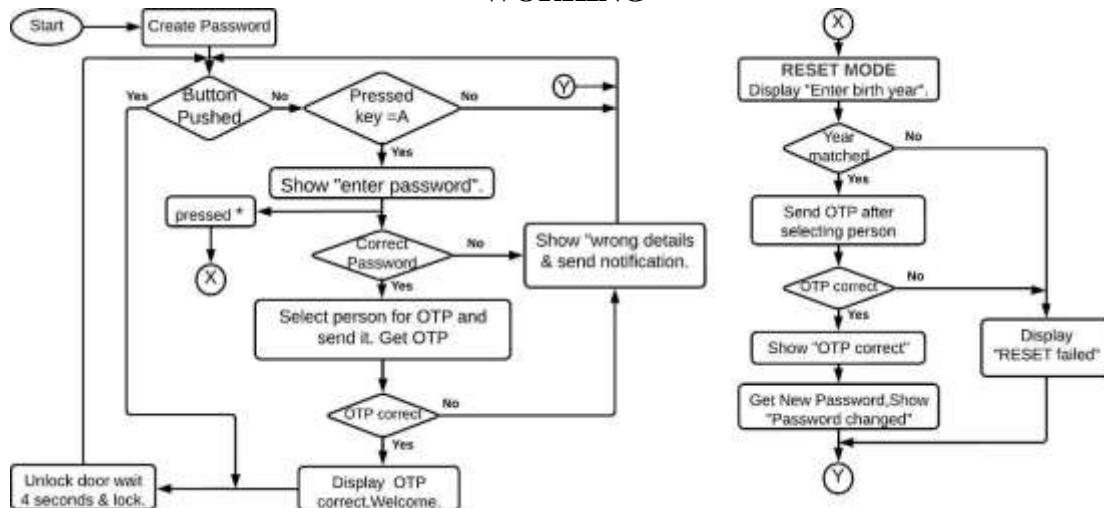 WORKING
Start
Create Password
Yes
Button
Pushed
No
Pressed
key =A
No
Y
Yes
Show "enter password".
pressed *
X
Correct
Password
No
Show "wrong details
& send notification.
Yes
Select person for OTP and
send it. Get OTP
OTP correct
No
Yes
Unlock door wait
4 seconds & lock.
Display OTP
correct,Welcome.
X
RESET MODE
Display "Enter birth year".
Year
matched
No
Yes
Send OTP after
selecting person
OTP correct
No
Yes
Show "OTP correct"
Display
"RESET failed"
Get New Password,Show
"Password changed"
Y